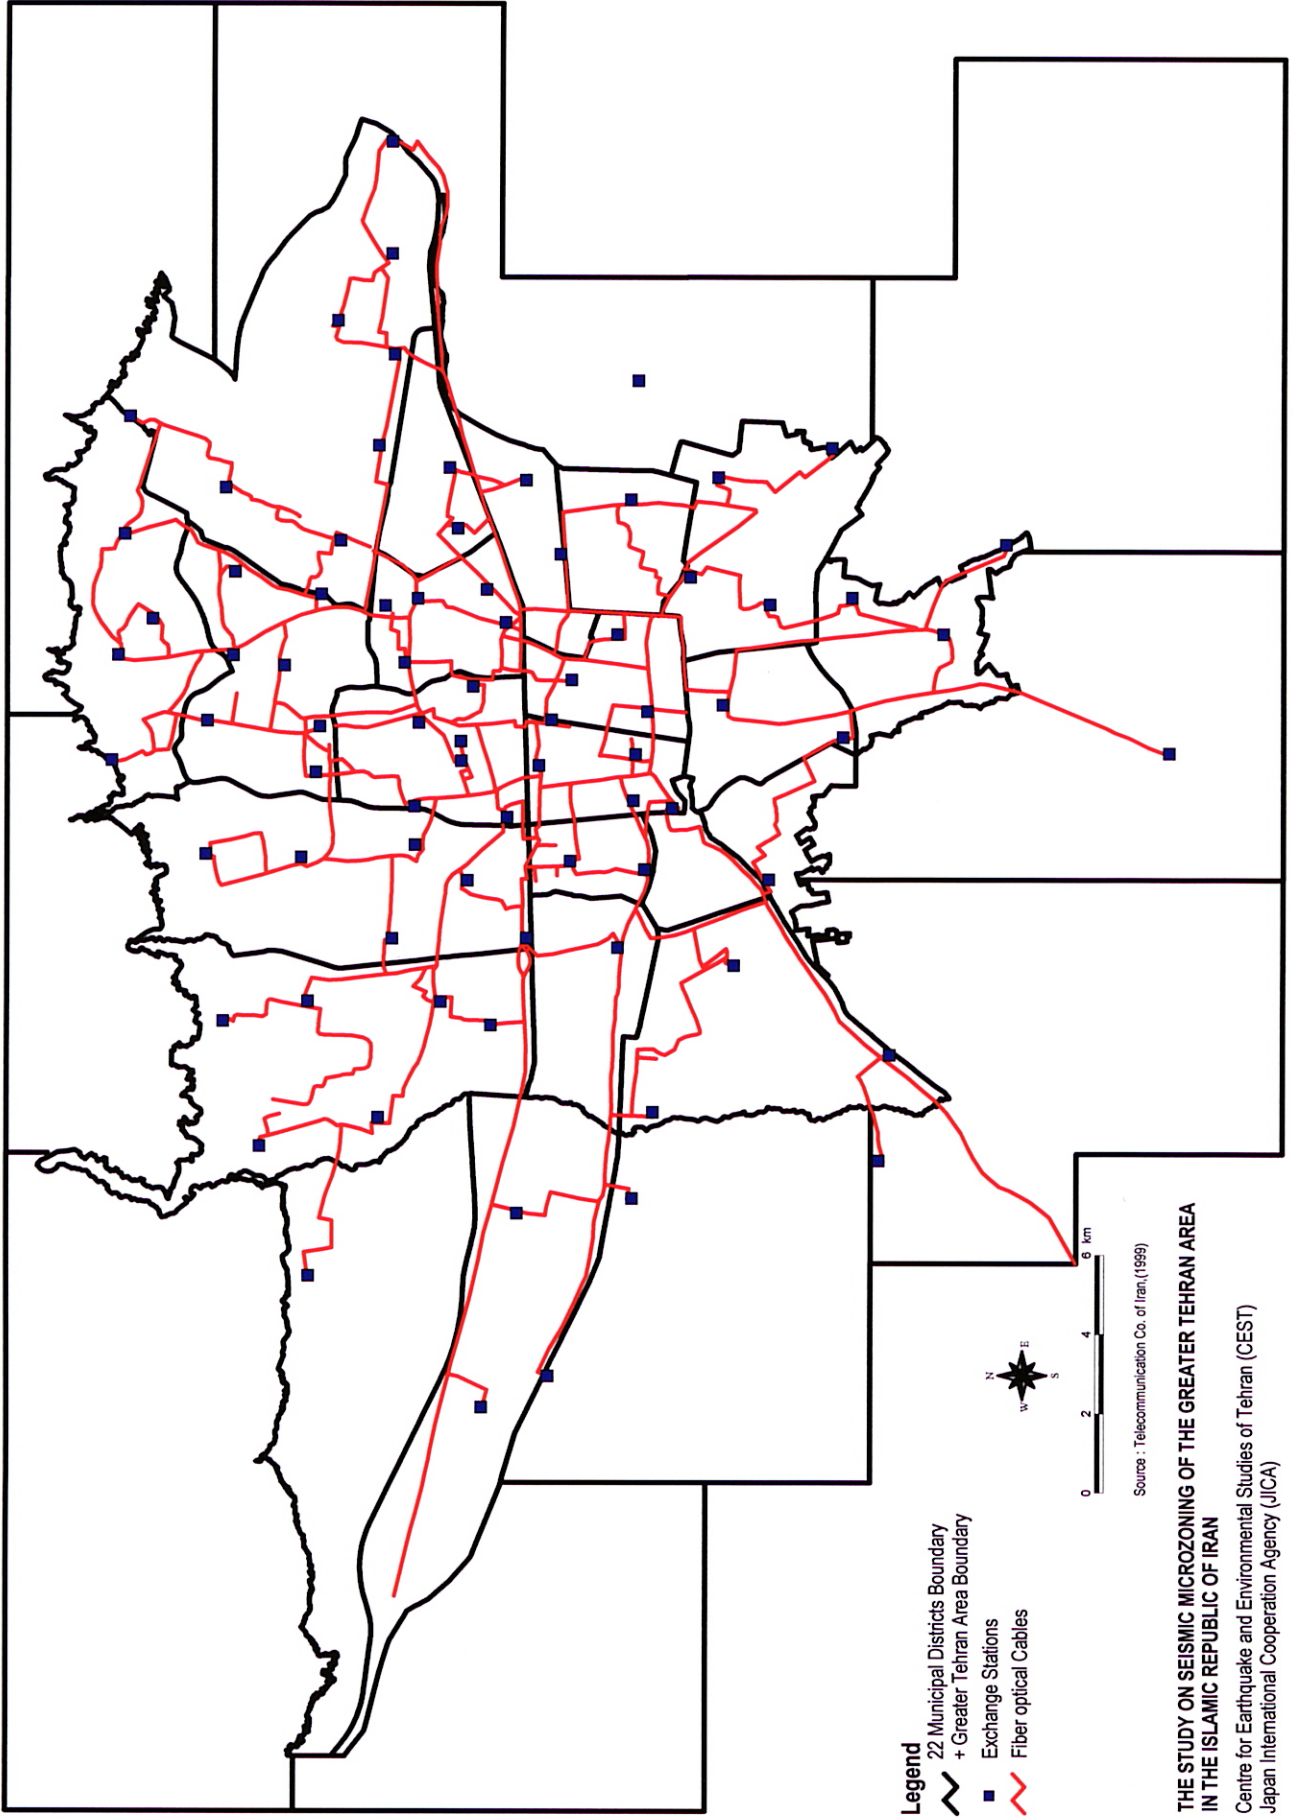 Legend
22 Municipal Districts Boundary
+ Greater Tehran Area Boundary
Exchange Stations
Fiber optical Cables
N
W E
S
0 2 4 6 km
Source : Telecommunication Co. of Iran,(1999)
THE STUDY ON SEISMIC MICROZONING OF THE GREATER TEHRAN AREA
IN THE ISLAMIC REPUBLIC OF IRAN
Centre for Earthquake and Environmental Studies of Tehran (CEST)
Japan International Cooperation Agency (JICA)